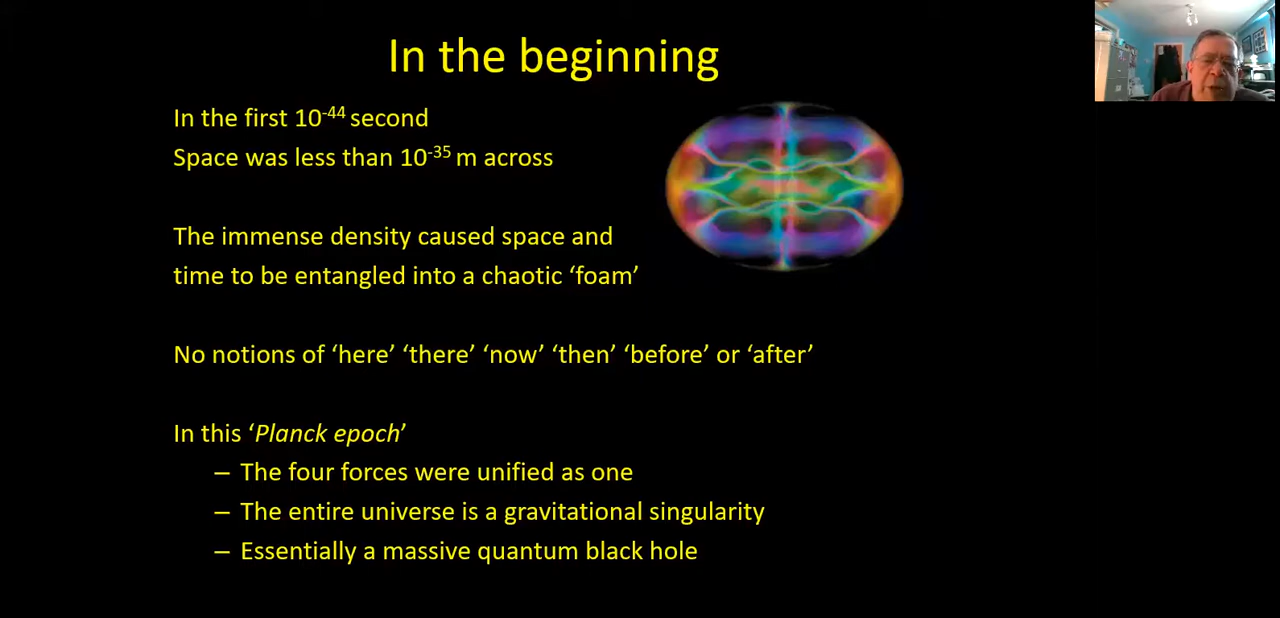 In the beginning
In the first 10⁻⁴⁴ second
Space was less than 10⁻³⁵ m across
The immense density caused space and
time to be entangled into a chaotic ‘foam’
No notions of ‘here’ ‘there’ ‘now’ ‘then’ ‘before’ or ‘after’
In this ‘Planck epoch’
– The four forces were unified as one
– The entire universe is a gravitational singularity
– Essentially a massive quantum black hole